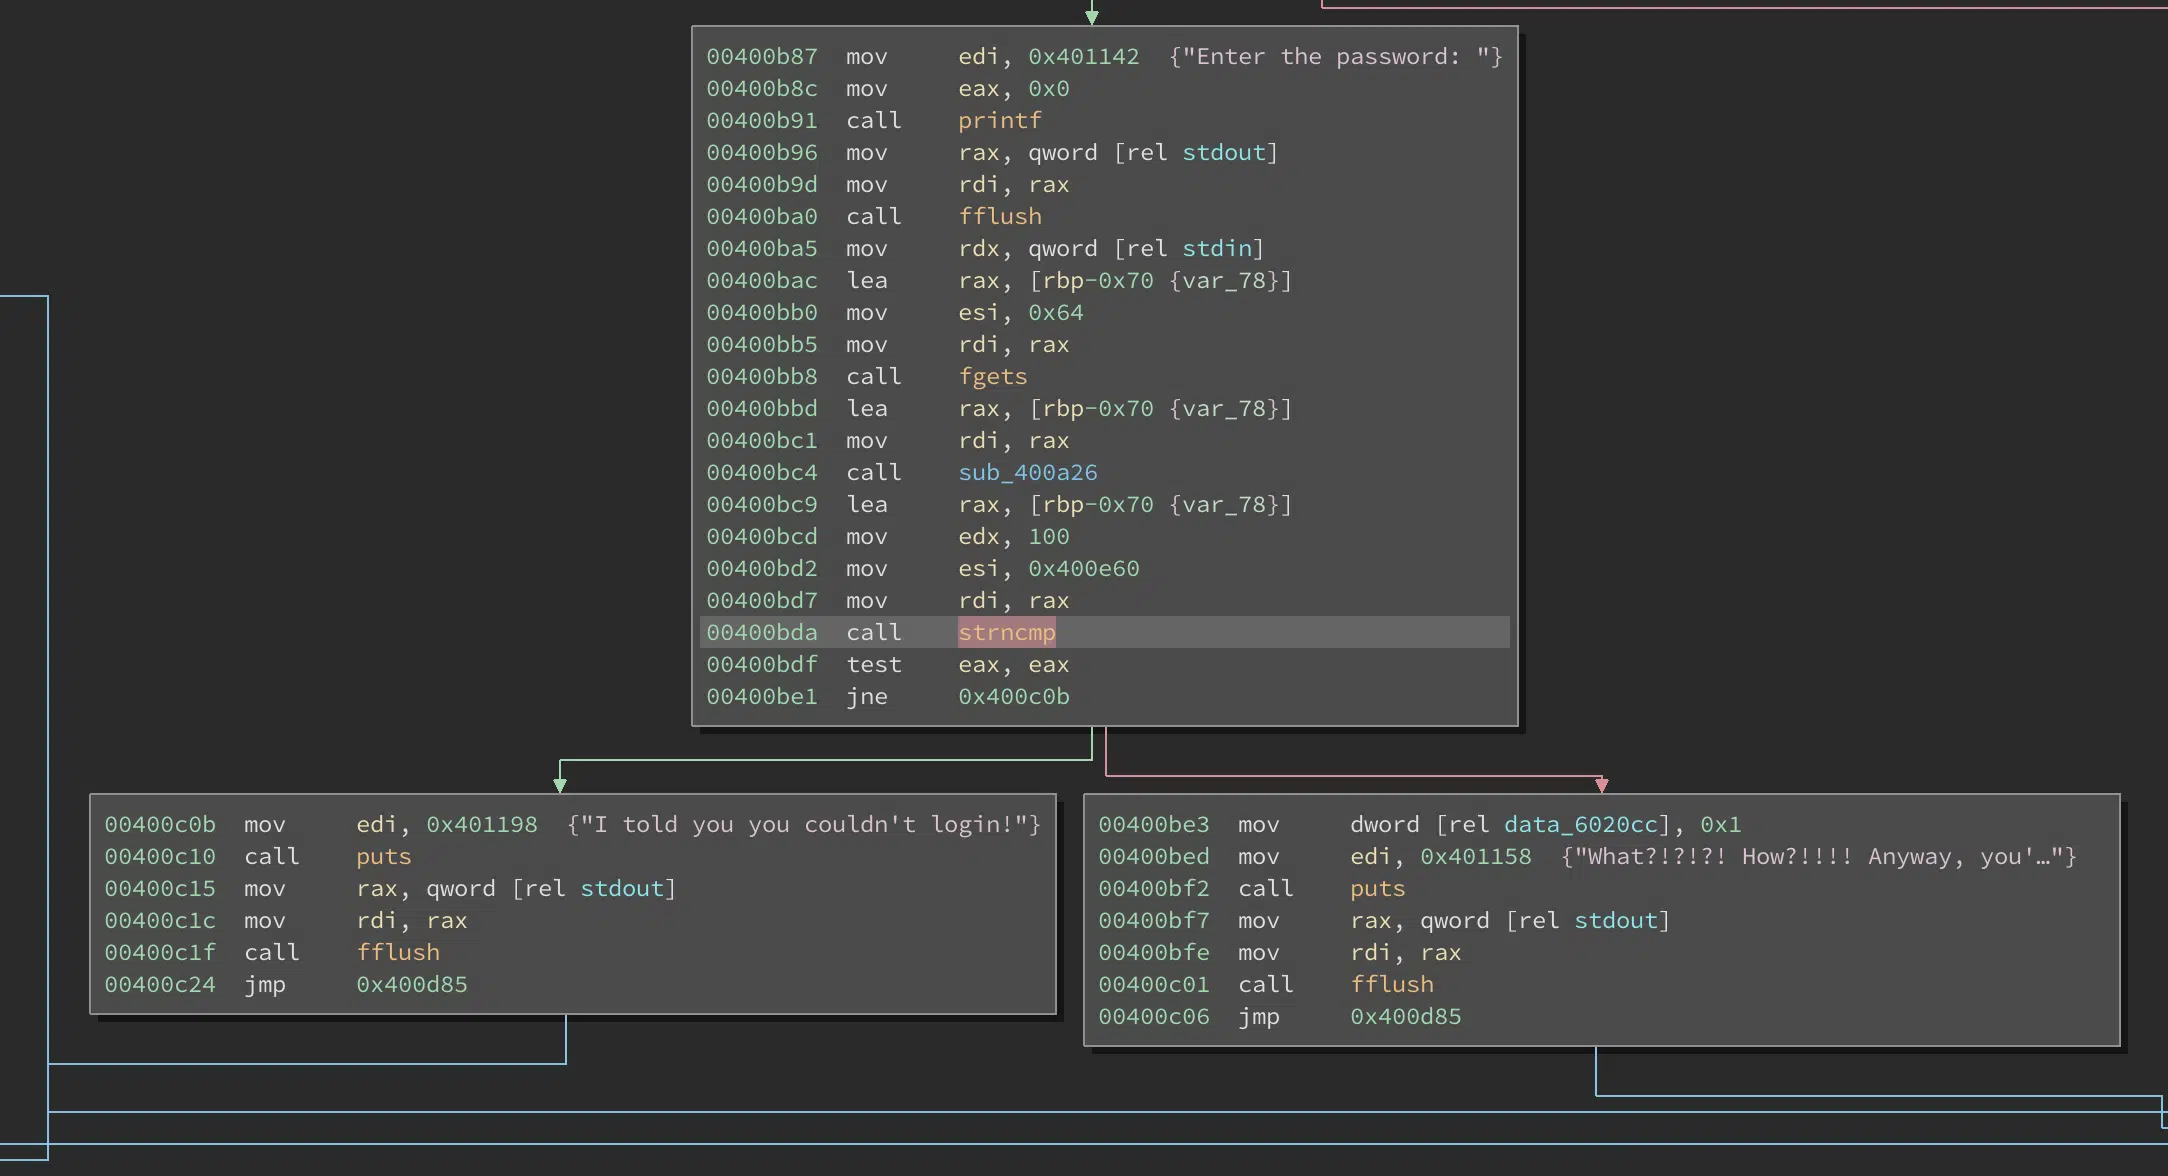 00400b87  mov     edi, 0x401142  {"Enter the password: "}
00400b8c  mov     eax, 0x0
00400b91  call    printf
00400b96  mov     rax, qword [rel stdout]
00400b9d  mov     rdi, rax
00400ba0  call    fflush
00400ba5  mov     rdx, qword [rel stdin]
00400bac  lea     rax, [rbp-0x70 {var_78}]
00400bb0  mov     esi, 0x64
00400bb5  mov     rdi, rax
00400bb8  call    fgets
00400bbd  lea     rax, [rbp-0x70 {var_78}]
00400bc1  mov     rdi, rax
00400bc4  call    sub_400a26
00400bc9  lea     rax, [rbp-0x70 {var_78}]
00400bcd  mov     edx, 100
00400bd2  mov     esi, 0x400e60
00400bd7  mov     rdi, rax
00400bda  call    strncmp
00400bdf  test    eax, eax
00400be1  jne     0x400c0b
00400c0b  mov     edi, 0x401198  {"I told you you couldn't login!"}
00400c10  call    puts
00400c15  mov     rax, qword [rel stdout]
00400c1c  mov     rdi, rax
00400c1f  call    fflush
00400c24  jmp     0x400d85
00400be3  mov     dword [rel data_6020cc], 0x1
00400bed  mov     edi, 0x401158  {"What?!?!?! How?!!!! Anyway, you'…"}
00400bf2  call    puts
00400bf7  mov     rax, qword [rel stdout]
00400bfe  mov     rdi, rax
00400c01  call    fflush
00400c06  jmp     0x400d85